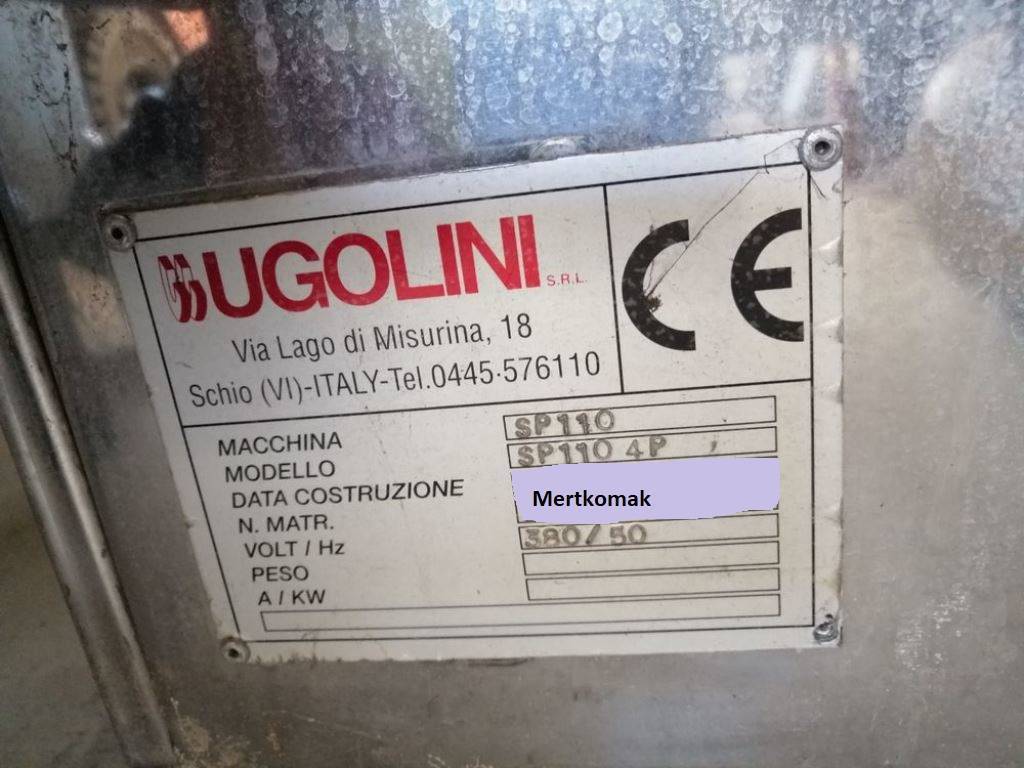 UGOLINI S.R.L. CE
Via Lago di Misurina, 18
Schio (VI)-ITALY-Tel.0445-576110
MACCHINA SP110
MODELLO SP110 4P
DATA COSTRUZIONE Mertkomak
N. MATR.
VOLT / Hz 380/50
PESO
A / KW